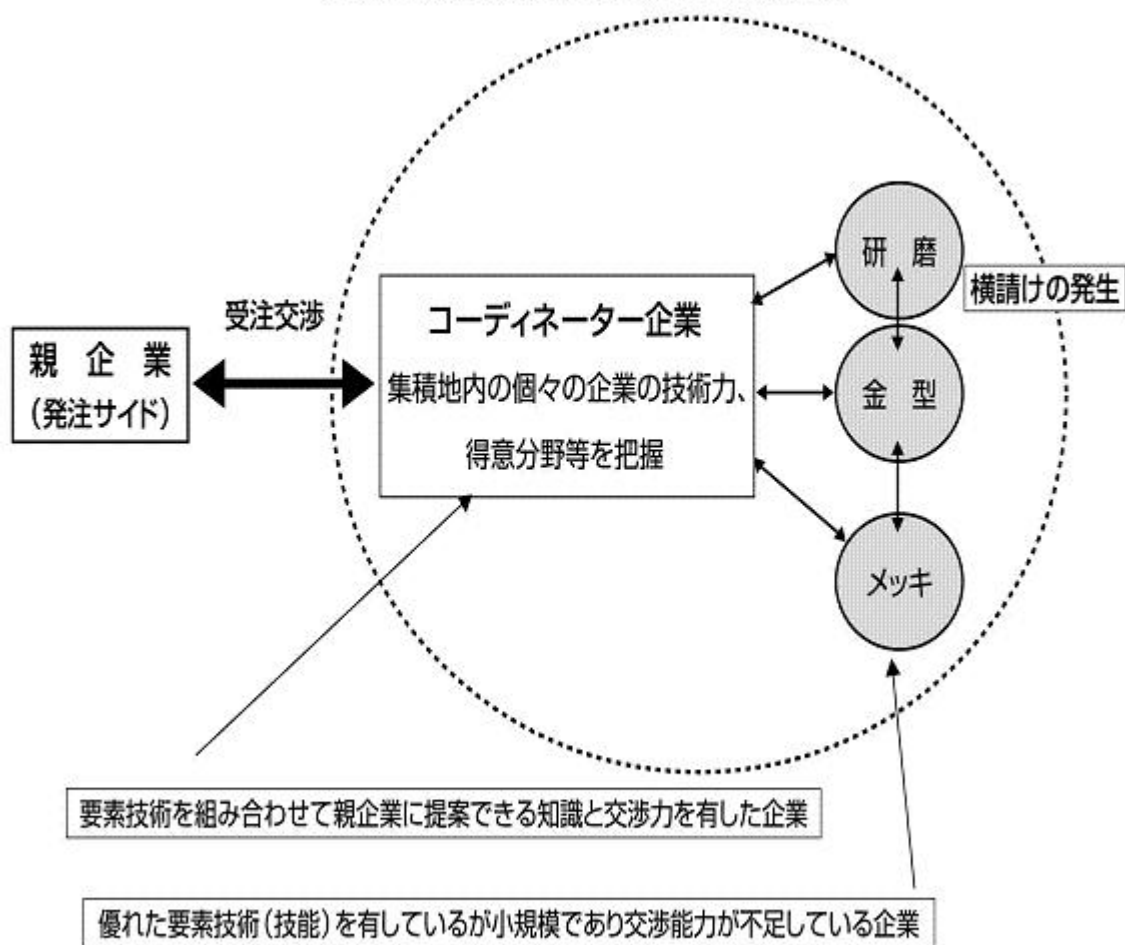 受注交渉
親 企 業
(発注サイド)
コーディネーター企業
集積地内の個々の企業の技術力、
得意分野等を把握
研 磨
横請けの発生
金 型
メッキ
要素技術を組み合わせて親企業に提案できる知識と交渉力を有した企業
優れた要素技術(技能)を有しているが小規模であり交渉能力が不足している企業